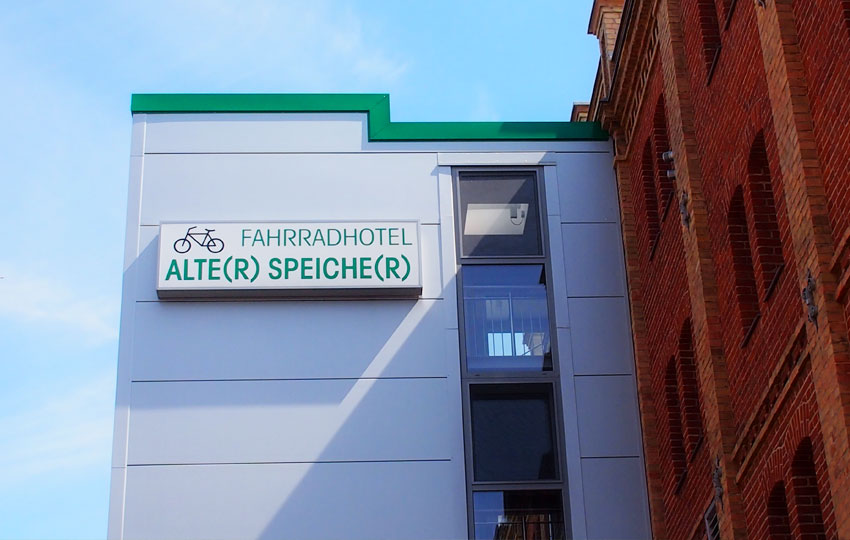 FAHRRADHOTEL
ALTE(R) SPEICHE(R)